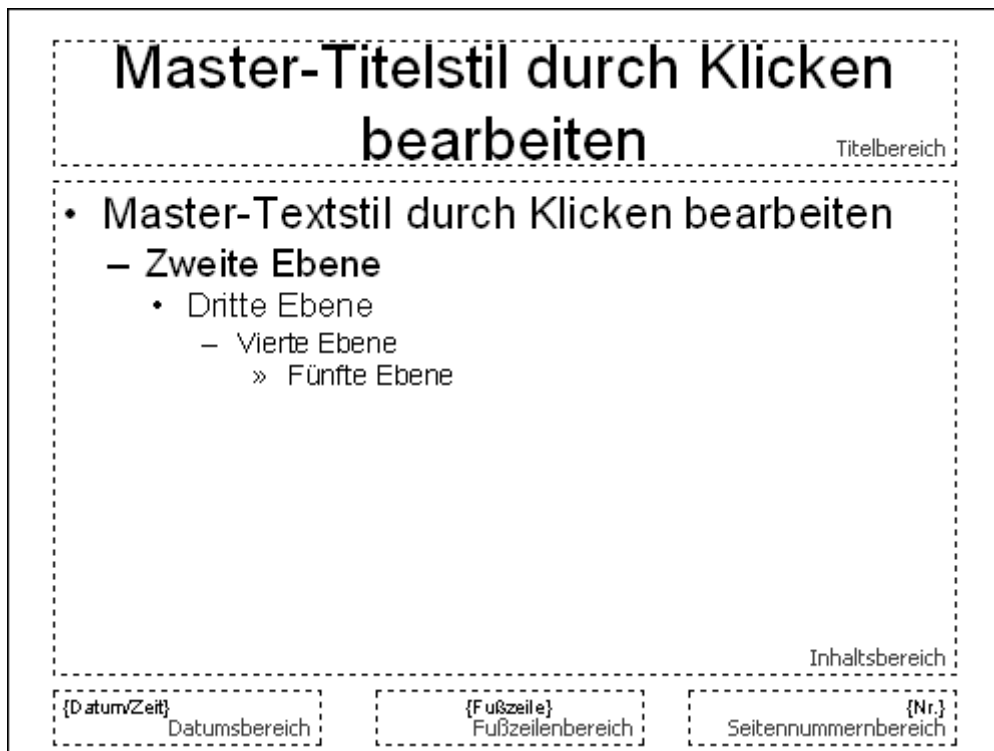 Master-Titelstil durch Klicken
bearbeiten
Titelbereich
• Master-Textstil durch Klicken bearbeiten
– Zweite Ebene
• Dritte Ebene
– Vierte Ebene
» Fünfte Ebene
Inhaltsbereich
{Datum/Zeit}
Datumsbereich
{Fußzeile}
Fußzeilenbereich
{Nr.}
Seitennummernbereich